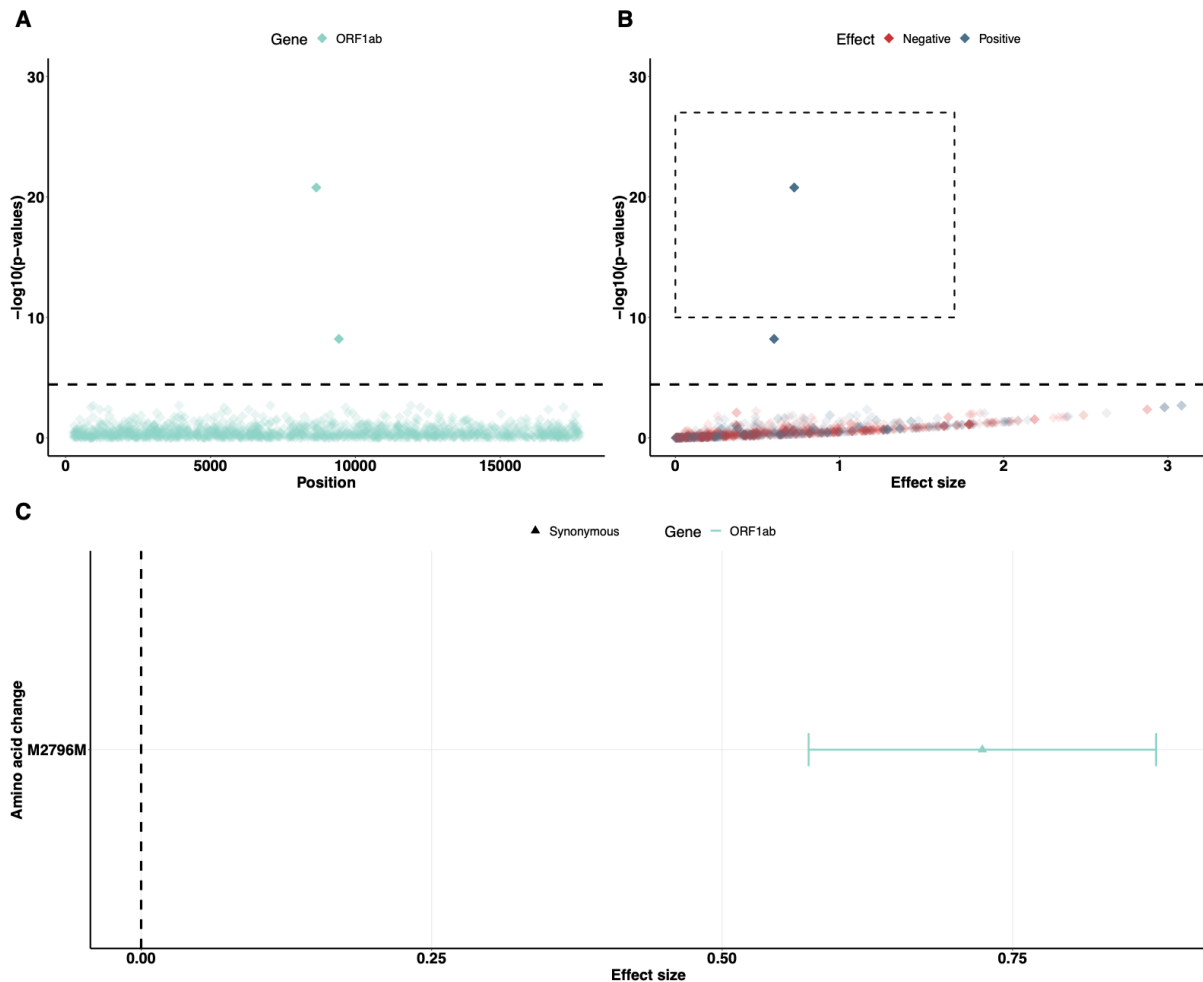 A
Gene ORF1ab
30
20
10
0
−log10(p−values)
0 5000 10000 15000
Position
B
Effect Negative Positive
30
20
10
0
−log10(p−values)
0 1 2 3
Effect size
C
Synonymous Gene ORF1ab
Amino acid change
M2796M
0.00 0.25 0.50 0.75
Effect size